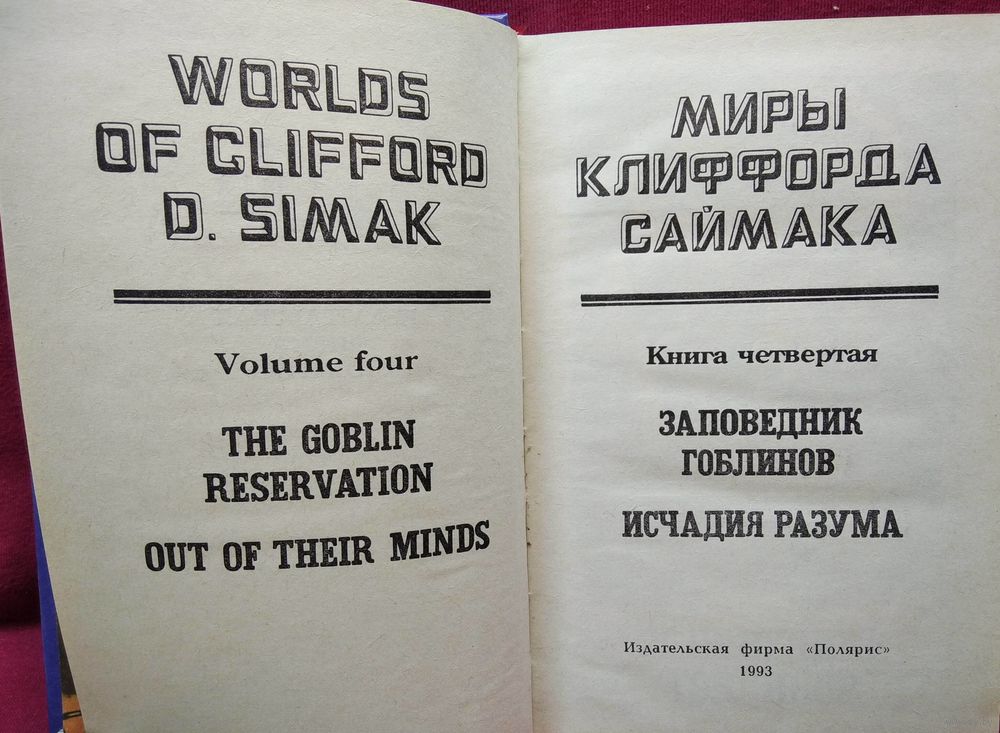 WORLDS
OF CLIFFORD
D. SIMAK
Volume four
THE GOBLIN
RESERVATION
OUT OF THEIR MINDS
МИРЫ
КЛИФФОРДА
САЙМАКА
Книга четвертая
ЗАПОВЕДНИК
ГОБЛИНОВ
ИСЧАДИЯ РАЗУМА
Издательская фирма «Полярис»
1993